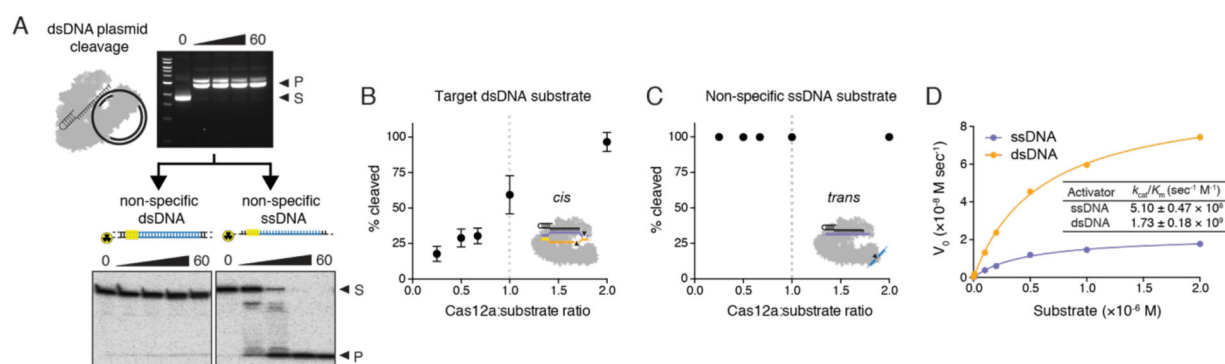 A
dsDNA plasmid
cleavage
0 60
P
S
non-specific
dsDNA
non-specific
ssDNA
0 60
0 60
S
P
B
Target dsDNA substrate
% cleaved
100
75
50
25
0
cis
0.0 0.5 1.0 1.5 2.0
Cas12a:substrate ratio
C
Non-specific ssDNA substrate
% cleaved
100
75
50
25
0
trans
0.0 0.5 1.0 1.5 2.0
Cas12a:substrate ratio
D
V0 (×10-8 M sec-1)
8
6
4
2
0
ssDNA
dsDNA
Activator kcat/Km (sec-1 M-1)
ssDNA 5.10 ± 0.47 × 108
dsDNA 1.73 ± 0.18 × 109
0.0 0.5 1.0 1.5 2.0
Substrate (×10-6 M)